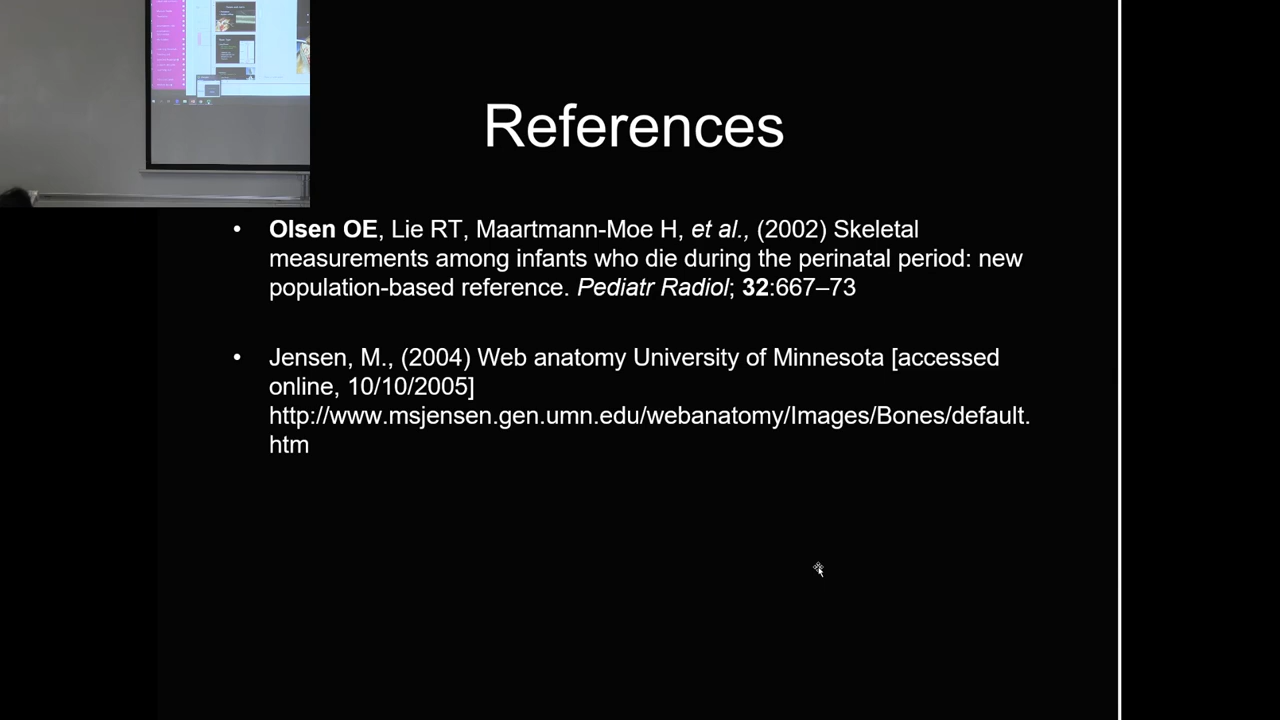 References
• Olsen OE, Lie RT, Maartmann-Moe H, et al., (2002) Skeletal
measurements among infants who die during the perinatal period: new
population-based reference. Pediatr Radiol; 32:667–73
• Jensen, M., (2004) Web anatomy University of Minnesota [accessed
online, 10/10/2005]
http://www.msjensen.gen.umn.edu/webanatomy/Images/Bones/default.
htm